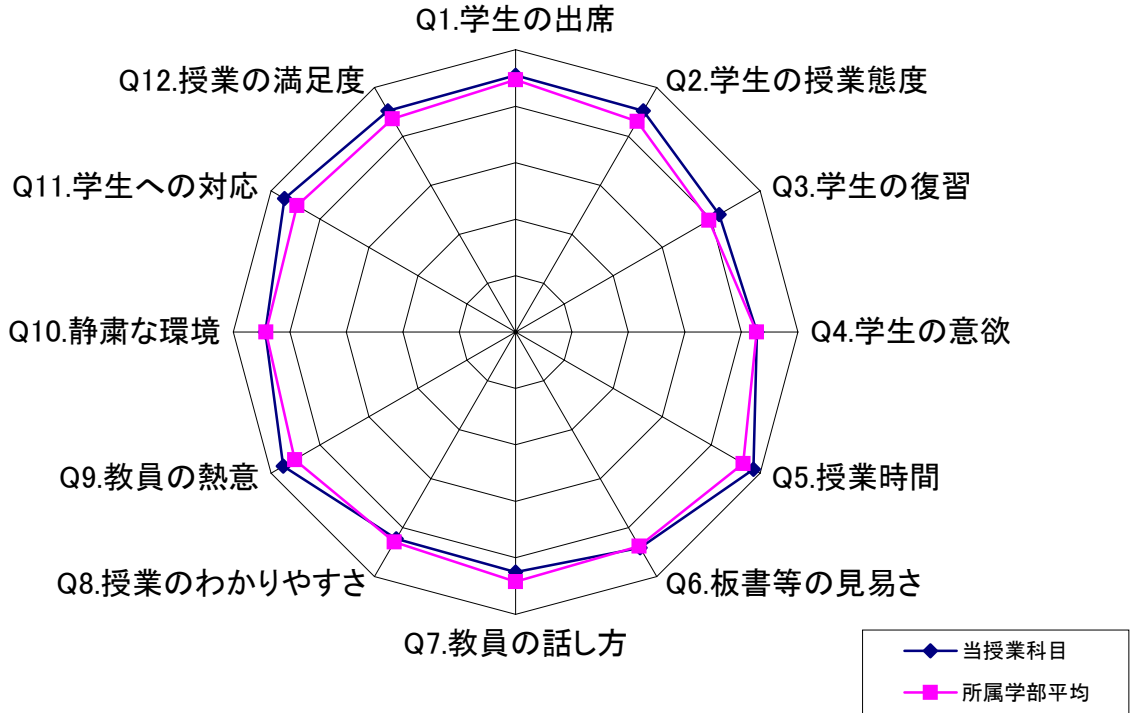 Q1.学生の出席
Q2.学生の授業態度
Q3.学生の復習
Q4.学生の意欲
Q5.授業時間
Q6.板書等の見易さ
Q7.教員の話し方
Q8.授業のわかりやすさ
Q9.教員の熱意
Q10.静粛な環境
Q11.学生への対応
Q12.授業の満足度
当授業科目
所属学部平均